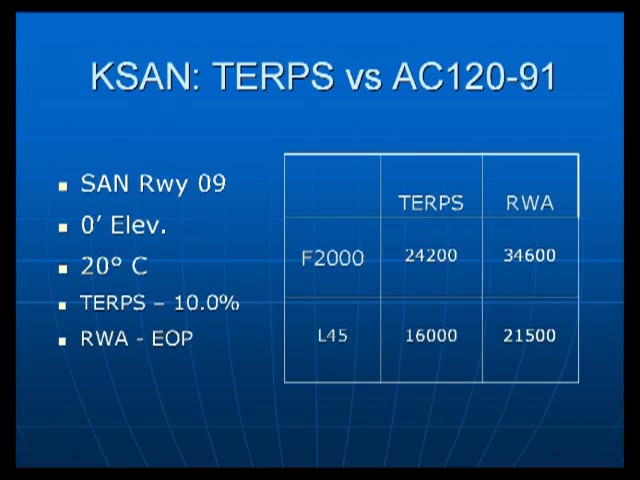 KSAN: TERPS vs AC120-91
SAN Rwy 09
0’ Elev.
20° C
TERPS – 10.0%
RWA - EOP
TERPS RWA
F2000 24200 34600
L45 16000 21500